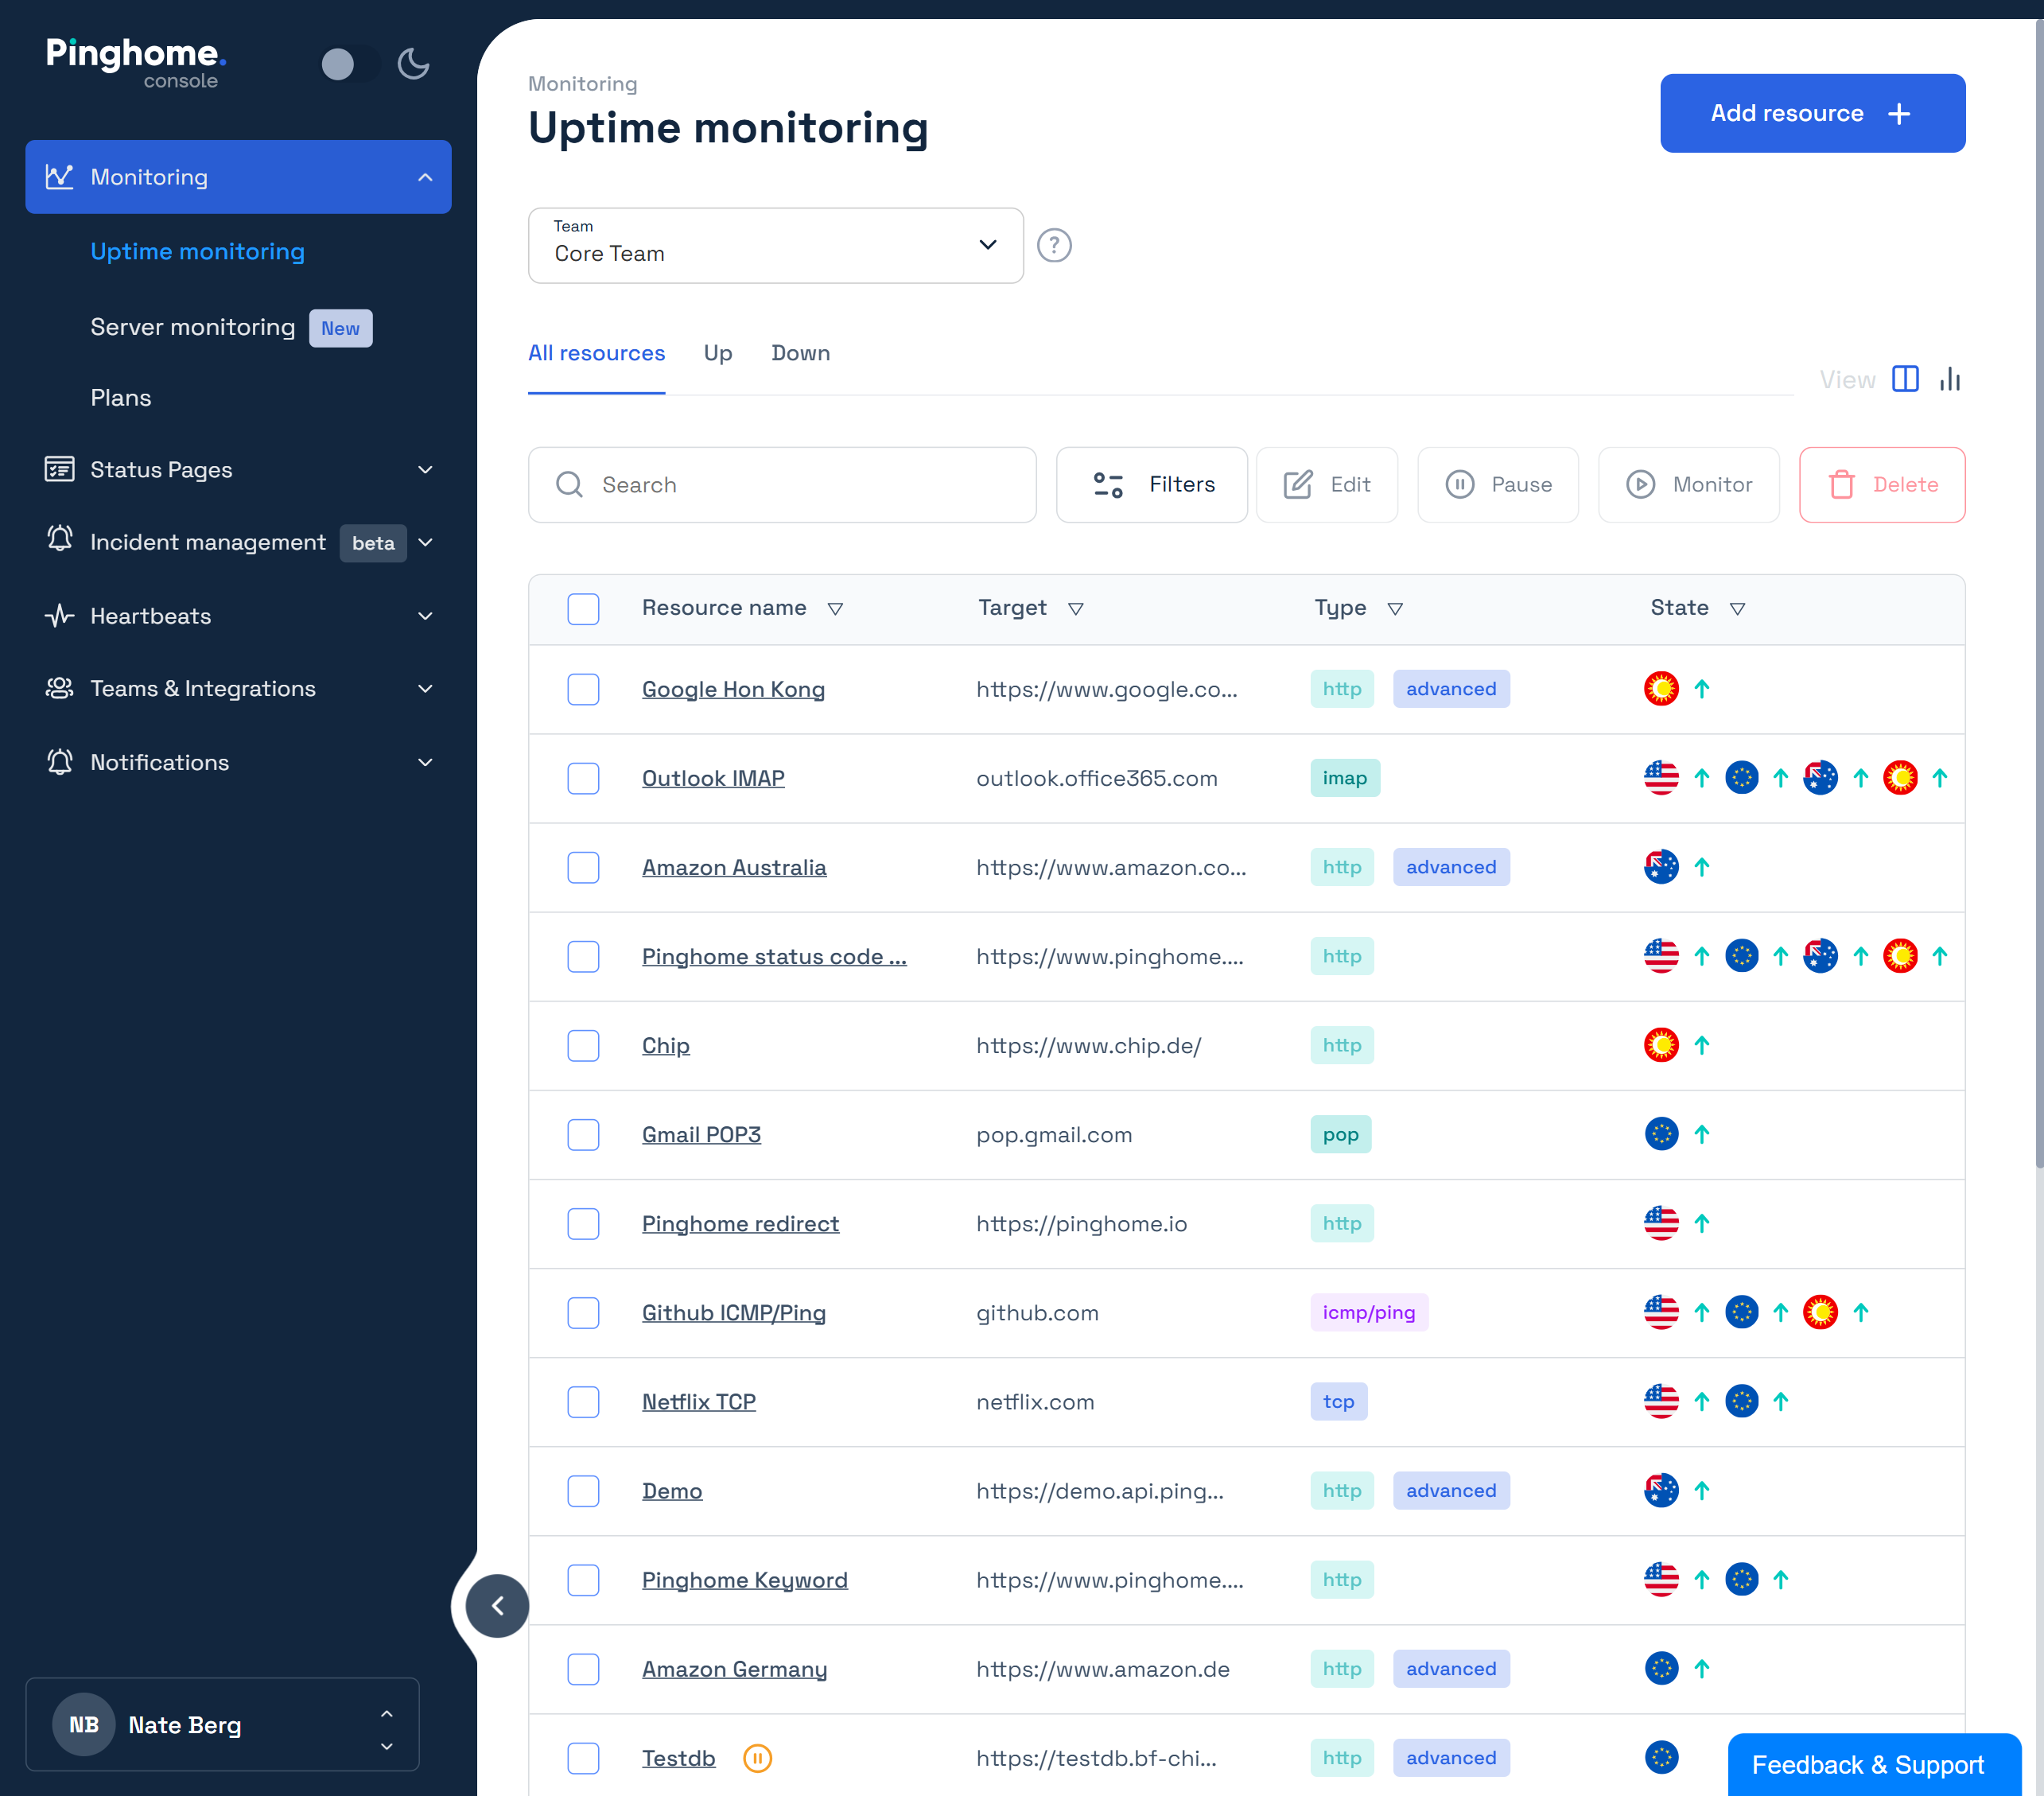 Pinghome.
console
Monitoring
Uptime monitoring
Server monitoring New
Plans
Status Pages
Incident management beta
Heartbeats
Teams & Integrations
Notifications
NB Nate Berg
Monitoring
Uptime monitoring
Add resource
Team
Core Team
?
All resources Up Down
View
Search Filters Edit Pause Monitor Delete
Resource name Target Type State
Google Hon Kong https://www.google.co... http advanced
Outlook IMAP outlook.office365.com imap
Amazon Australia https://www.amazon.co... http advanced
Pinghome status code ... https://www.pinghome.... http
Chip https://www.chip.de/ http
Gmail POP3 pop.gmail.com pop
Pinghome redirect https://pinghome.io http
Github ICMP/Ping github.com icmp/ping
Netflix TCP netflix.com tcp
Demo https://demo.api.ping... http advanced
Pinghome Keyword https://www.pinghome.... http
Amazon Germany https://www.amazon.de http advanced
Testdb https://testdb.bf-chi... http advanced
Feedback & Support